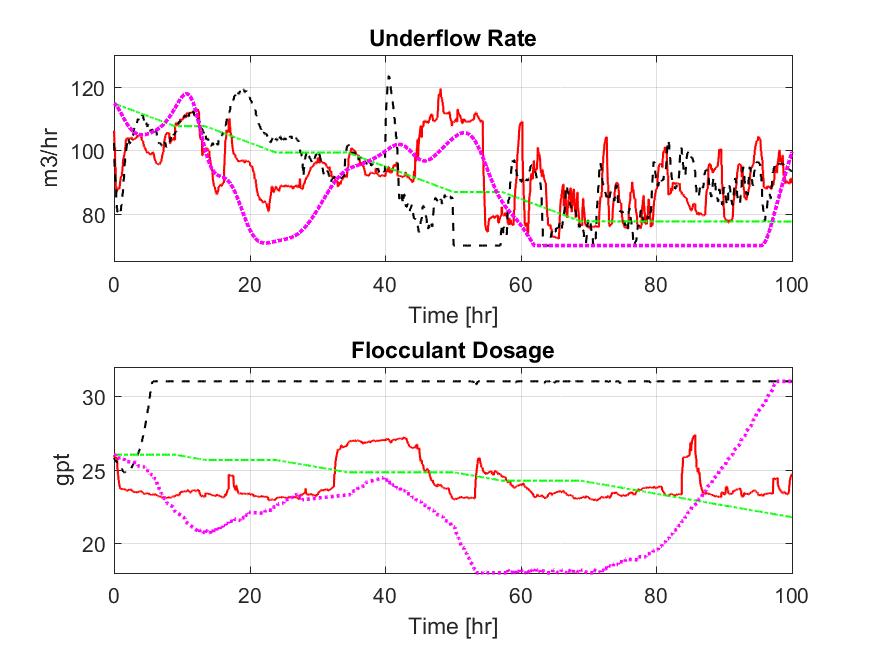 Underflow Rate
m3/hr
120
100
80
0 20 40 60 80 100
Time [hr]
Flocculant Dosage
gpt
30
25
20
0 20 40 60 80 100
Time [hr]